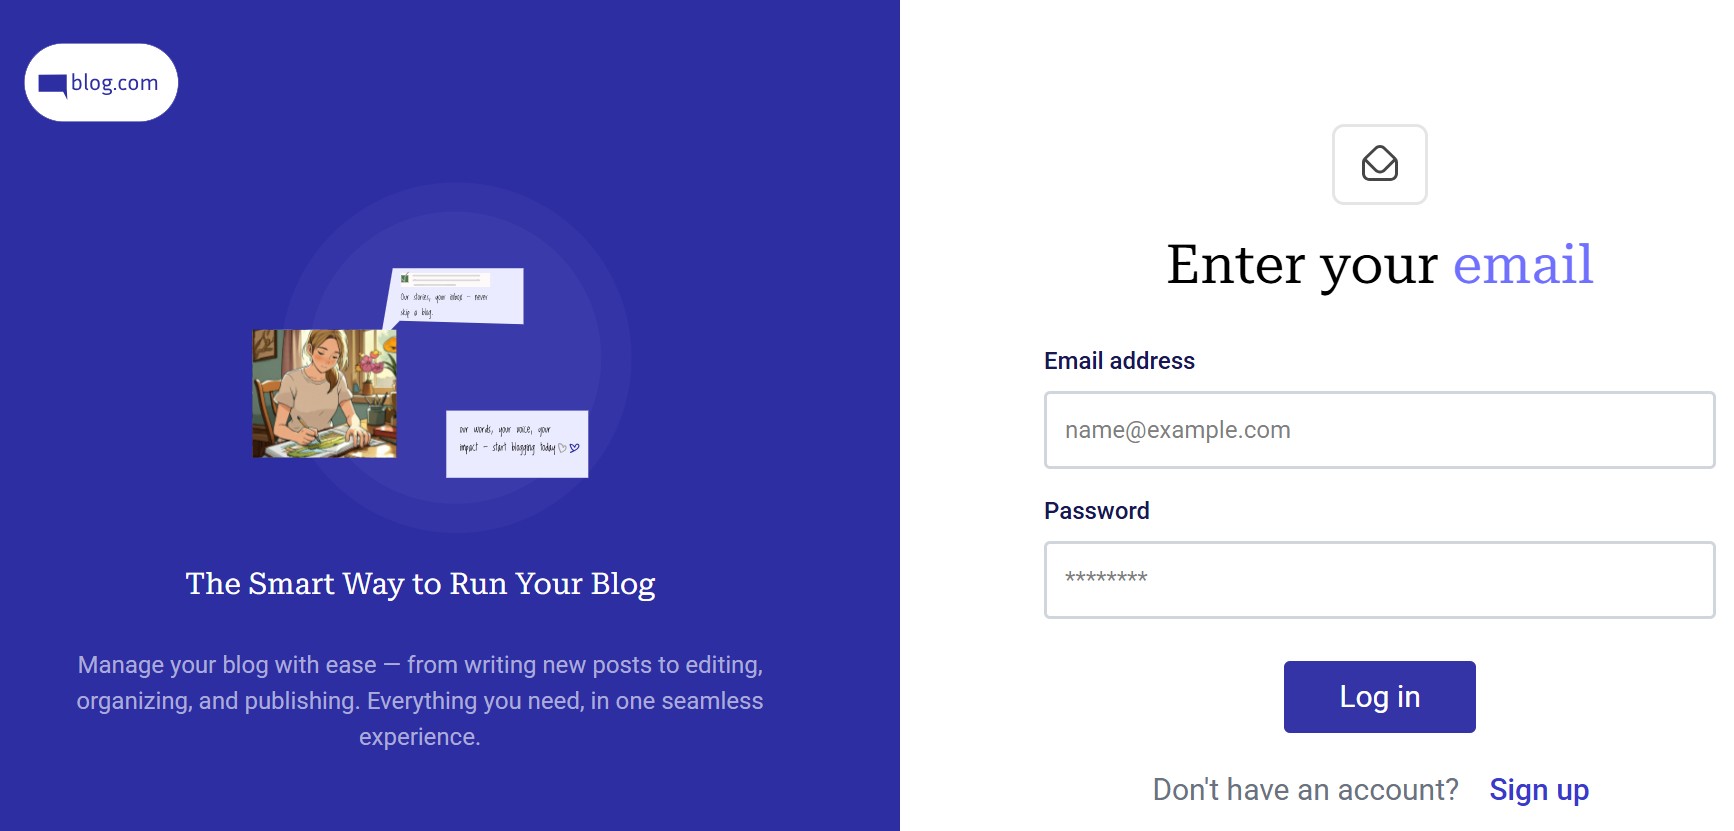 blog.com
Our stories, your inbox – never
skip a blog.
our words, your voice, your
impact – start blogging today
The Smart Way to Run Your Blog
Manage your blog with ease — from writing new posts to editing,
organizing, and publishing. Everything you need, in one seamless
experience.
Enter your email
Email address
name@example.com
Password
********
Log in
Don't have an account? Sign up